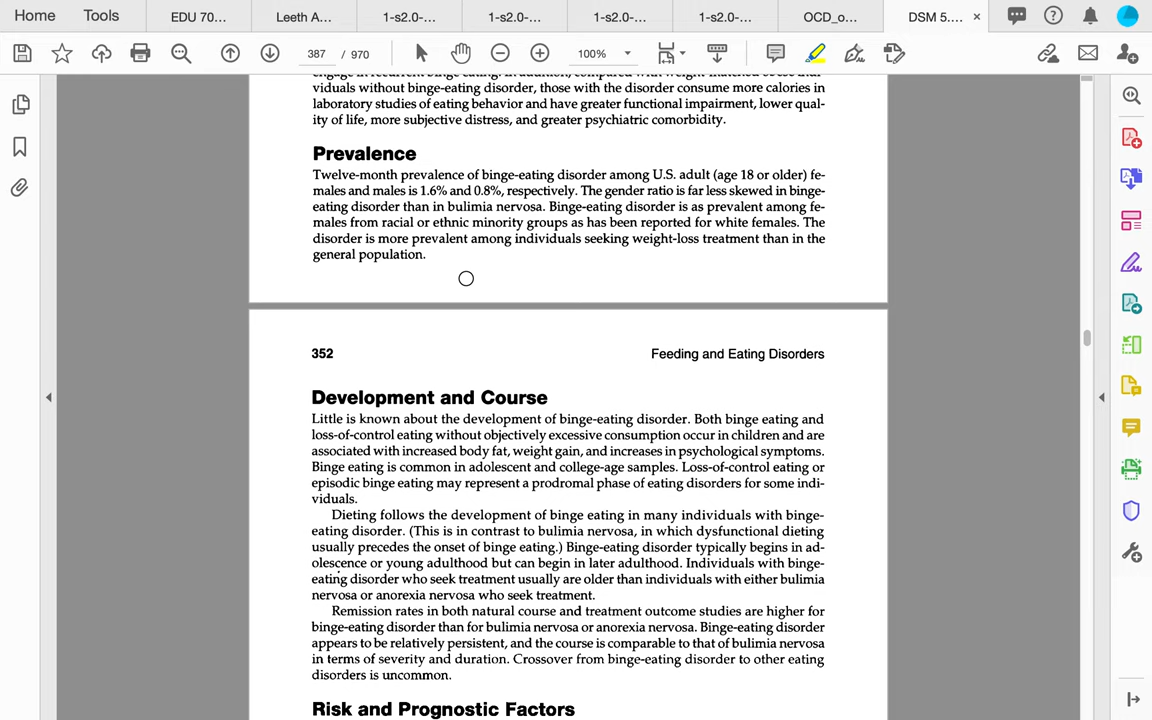 Home
Tools
EDU 70...
Leeth A...
1-s2.0-...
1-s2.0-...
1-s2.0-...
1-s2.0-...
OCD_o...
DSM 5....
387 / 970
100%
viduals without binge-eating disorder, those with the disorder consume more calories in
laboratory studies of eating behavior and have greater functional impairment, lower qual-
ity of life, more subjective distress, and greater psychiatric comorbidity.
Prevalence
Twelve-month prevalence of binge-eating disorder among U.S. adult (age 18 or older) fe-
males and males is 1.6% and 0.8%, respectively. The gender ratio is far less skewed in binge-
eating disorder than in bulimia nervosa. Binge-eating disorder is as prevalent among fe-
males from racial or ethnic minority groups as has been reported for white females. The
disorder is more prevalent among individuals seeking weight-loss treatment than in the
general population.
352
Feeding and Eating Disorders
Development and Course
Little is known about the development of binge-eating disorder. Both binge eating and
loss-of-control eating without objectively excessive consumption occur in children and are
associated with increased body fat, weight gain, and increases in psychological symptoms.
Binge eating is common in adolescent and college-age samples. Loss-of-control eating or
episodic binge eating may represent a prodromal phase of eating disorders for some indi-
viduals.
Dieting follows the development of binge eating in many individuals with binge-
eating disorder. (This is in contrast to bulimia nervosa, in which dysfunctional dieting
usually precedes the onset of binge eating.) Binge-eating disorder typically begins in ad-
olescence or young adulthood but can begin in later adulthood. Individuals with binge-
eating disorder who seek treatment usually are older than individuals with either bulimia
nervosa or anorexia nervosa who seek treatment.
Remission rates in both natural course and treatment outcome studies are higher for
binge-eating disorder than for bulimia nervosa or anorexia nervosa. Binge-eating disorder
appears to be relatively persistent, and the course is comparable to that of bulimia nervosa
in terms of severity and duration. Crossover from binge-eating disorder to other eating
disorders is uncommon.
Risk and Prognostic Factors